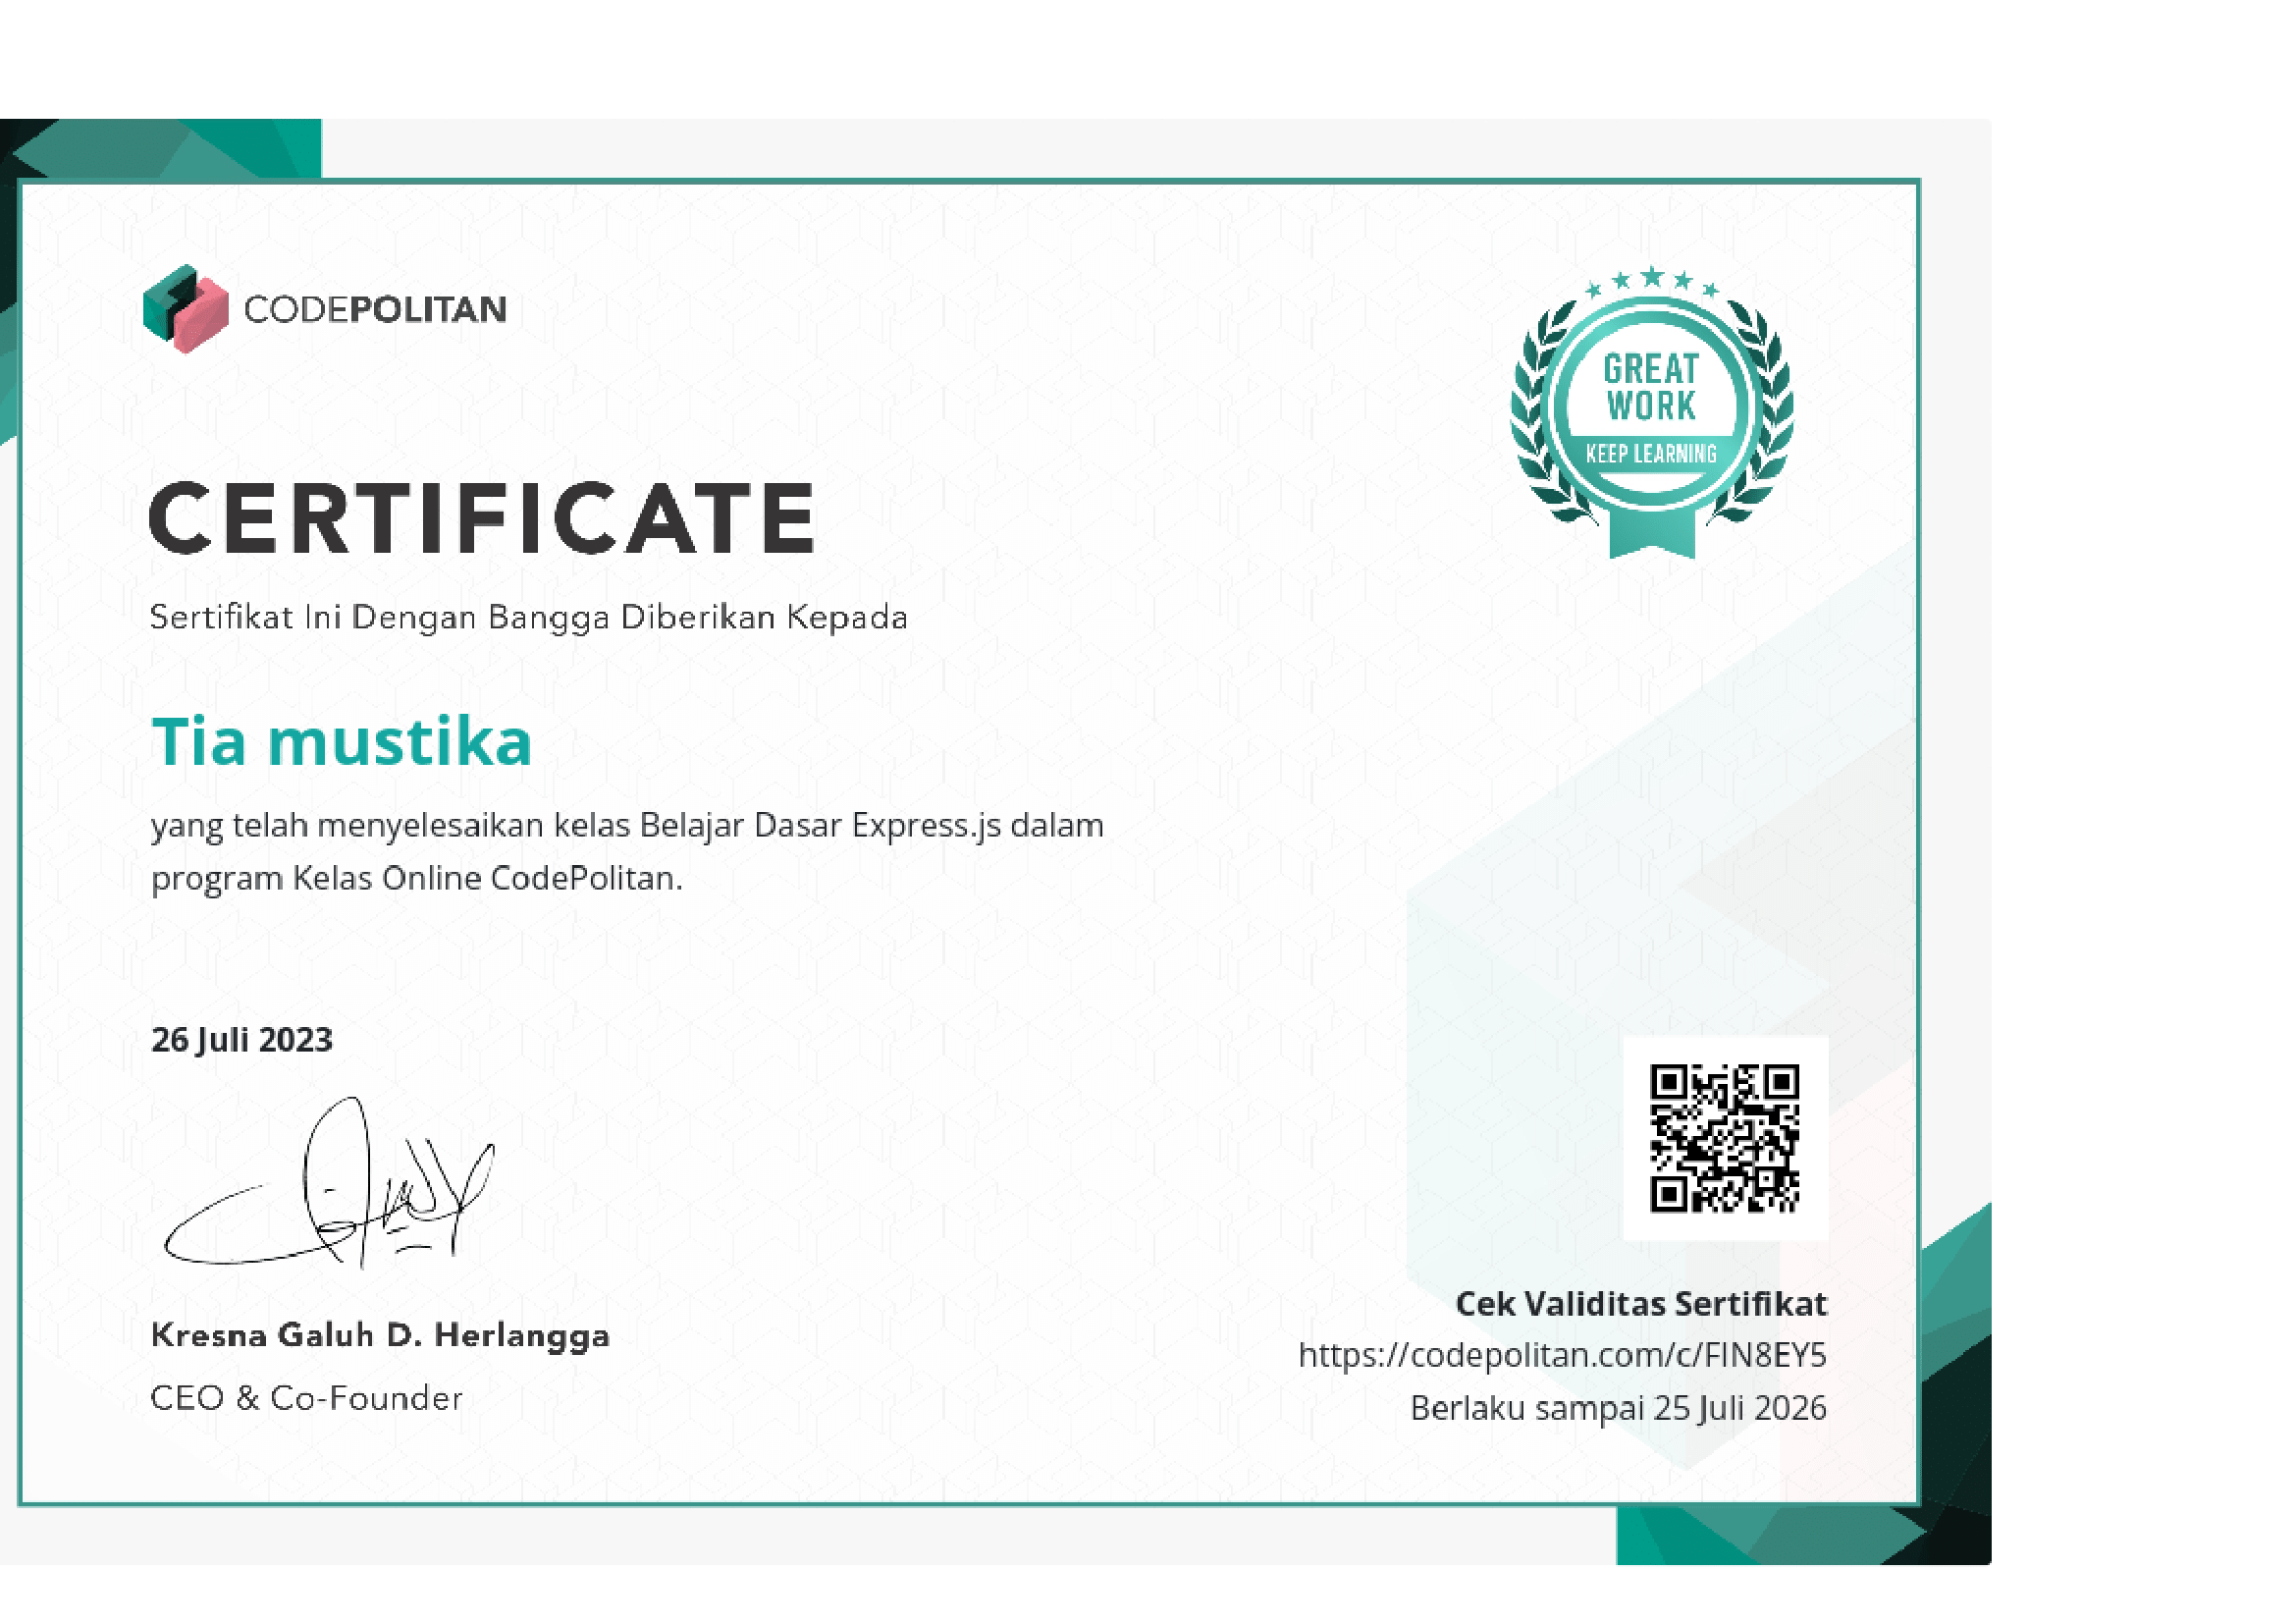 CODEPOLITAN
GREAT
WORK
KEEP LEARNING
CERTIFICATE
Sertifikat Ini Dengan Bangga Diberikan Kepada
Tia mustika
yang telah menyelesaikan kelas Belajar Dasar Express.js dalam
program Kelas Online CodePolitan.
26 Juli 2023
Kresna Galuh D. Herlangga
CEO & Co-Founder
Cek Validitas Sertifikat
https://codepolitan.com/c/FIN8EY5
Berlaku sampai 25 Juli 2026